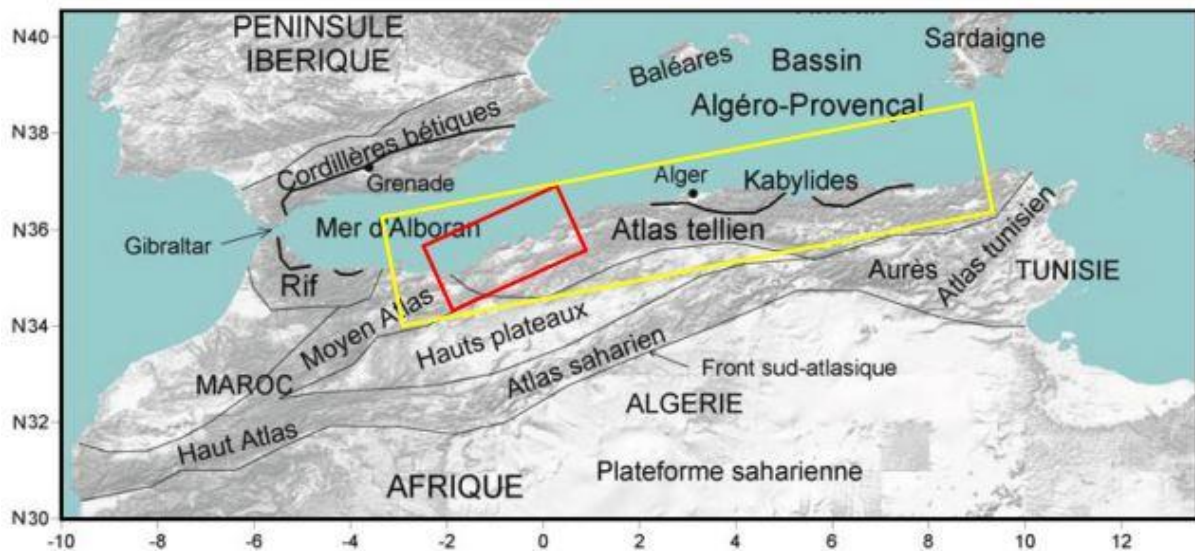 N40
N38
N36
N34
N32
N30
PENINSULE
IBERIQUE
Sardaigne
Baléares
Bassin
Algéro-Provençal
Cordillères bétiques
Grenade
Alger
Kabylides
Gibraltar
Mer d'Alboran
Atlas tellien
Rif
Aurès
Atlas tunisien
TUNISIE
Moyen Atlas
Hauts plateaux
Atlas saharien
Front sud-atlasique
MAROC
ALGERIE
Haut Atlas
Plateforme saharienne
AFRIQUE
-10 -8 -6 -4 -2 0 2 4 6 8 10 12